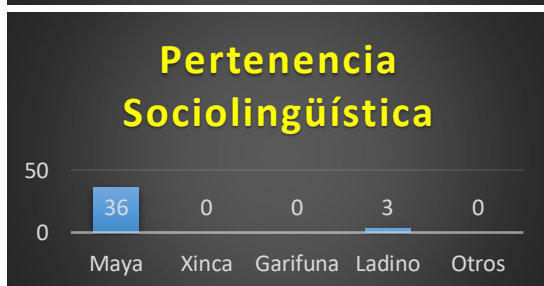 Pertenencia
Sociolingüística
50
36 0 0 3 0
0
Maya Xinca Garifuna Ladino Otros